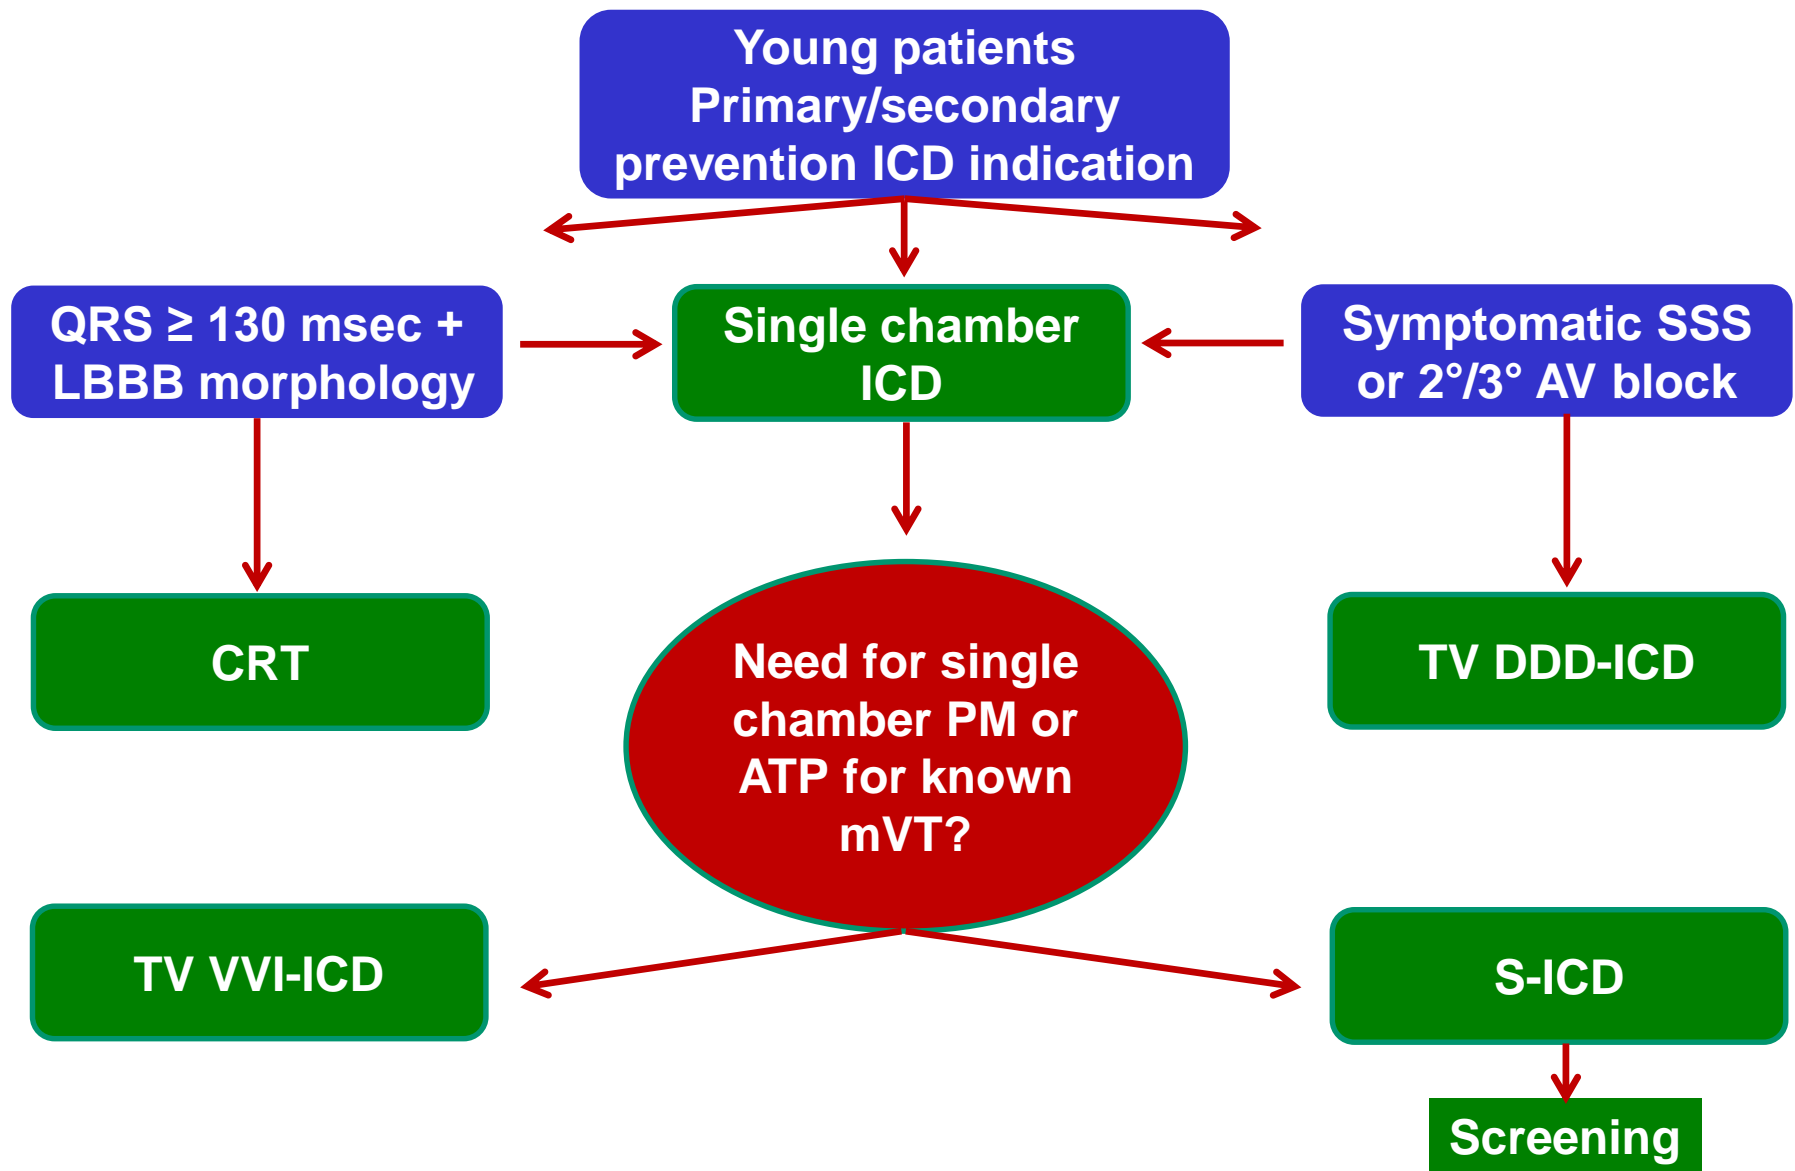 Young patients
Primary/secondary
prevention ICD indication
QRS ≥ 130 msec +
LBBB morphology
Single chamber
ICD
Symptomatic SSS
or 2°/3° AV block
CRT
Need for single
chamber PM or
ATP for known
mVT?
TV DDD-ICD
TV VVI-ICD
S-ICD
Screening